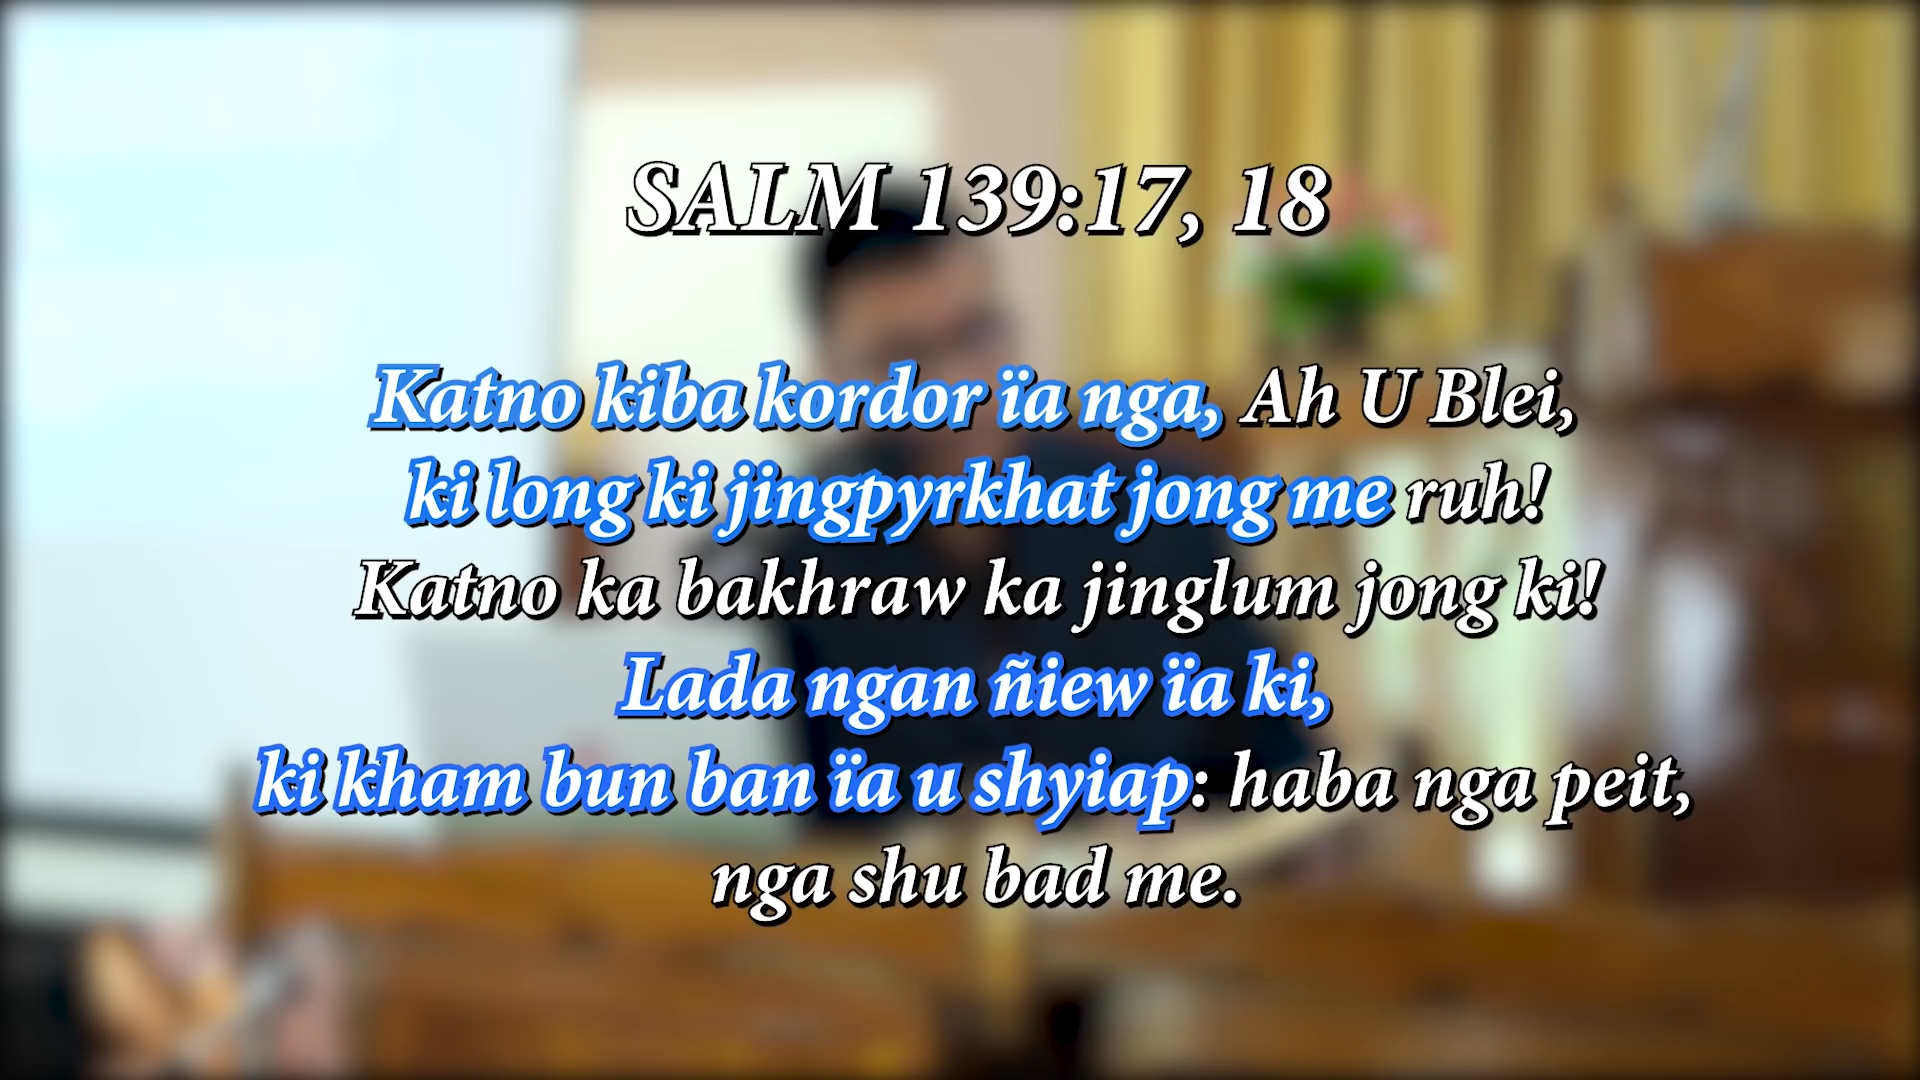 SALM 139:17, 18
Katno kiba kordor ïa nga, Ah U Blei,
ki long ki jingpyrkhat jong me ruh!
Katno ka bakhraw ka jinglum jong ki!
Lada ngan ñiew ïa ki,
ki kham bun ban ïa u shyiap: haba nga peit,
nga shu bad me.